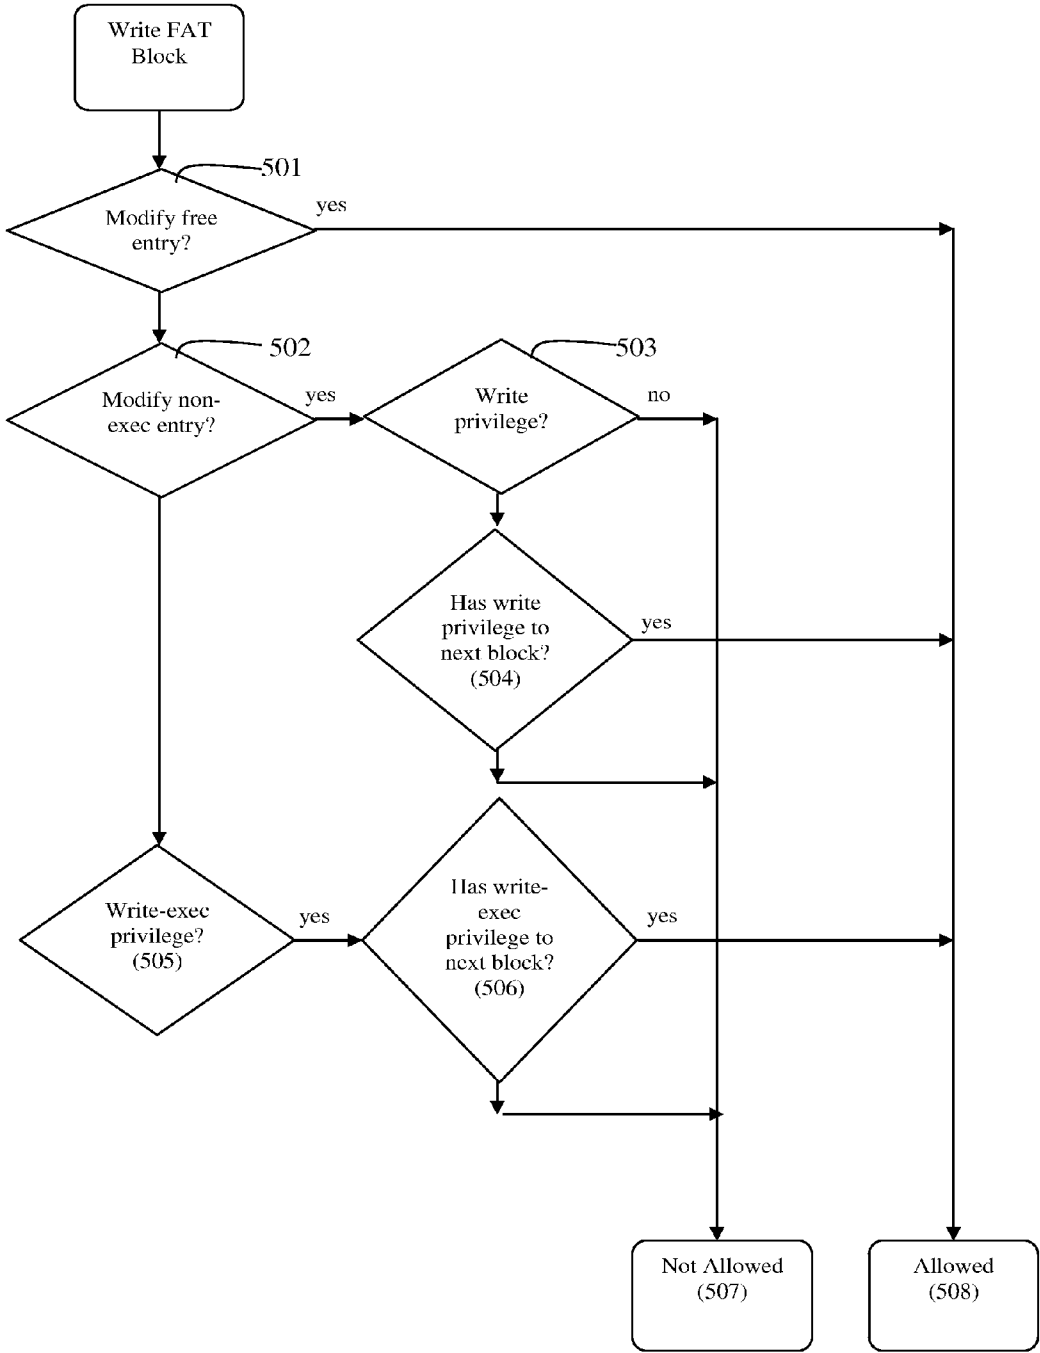 Write FAT
Block
501
Modify free
entry?
yes
502
Modify non-
exec entry?
yes
503
Write
privilege?
no
Has write
privilege to
next block?
(504)
yes
Write-exec
privilege?
(505)
yes
Has write-
exec
privilege to
next block?
(506)
yes
Not Allowed
(507)
Allowed
(508)